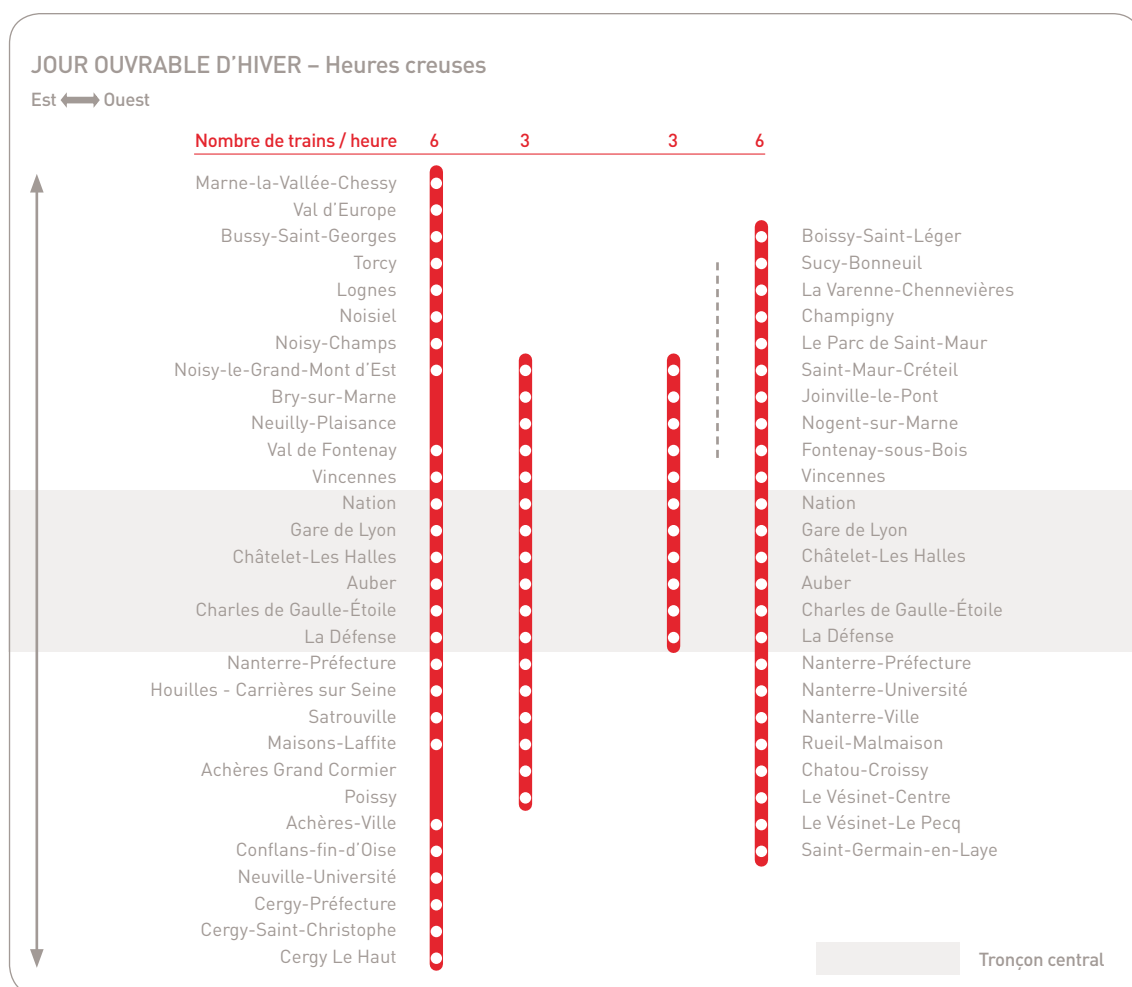 JOUR OUVRABLE D'HIVER – Heures creuses
Est Ouest
Nombre de trains / heure 6 3 3 6
Marne-la-Vallée-Chessy
Val d'Europe
Bussy-Saint-Georges Boissy-Saint-Léger
Torcy Sucy-Bonneuil
Lognes La Varenne-Chennevières
Noisiel Champigny
Noisy-Champs Le Parc de Saint-Maur
Noisy-le-Grand-Mont d'Est Saint-Maur-Créteil
Bry-sur-Marne Joinville-le-Pont
Neuilly-Plaisance Nogent-sur-Marne
Val de Fontenay Fontenay-sous-Bois
Vincennes Vincennes
Nation Nation
Gare de Lyon Gare de Lyon
Châtelet-Les Halles Châtelet-Les Halles
Auber Auber
Charles de Gaulle-Étoile Charles de Gaulle-Étoile
La Défense La Défense
Nanterre-Préfecture Nanterre-Préfecture
Houilles - Carrières sur Seine Nanterre-Université
Satrouville Nanterre-Ville
Maisons-Laffite Rueil-Malmaison
Achères Grand Cormier Chatou-Croissy
Poissy Le Vésinet-Centre
Achères-Ville Le Vésinet-Le Pecq
Conflans-fin-d'Oise Saint-Germain-en-Laye
Neuville-Université
Cergy-Préfecture
Cergy-Saint-Christophe
Cergy Le Haut
Tronçon central